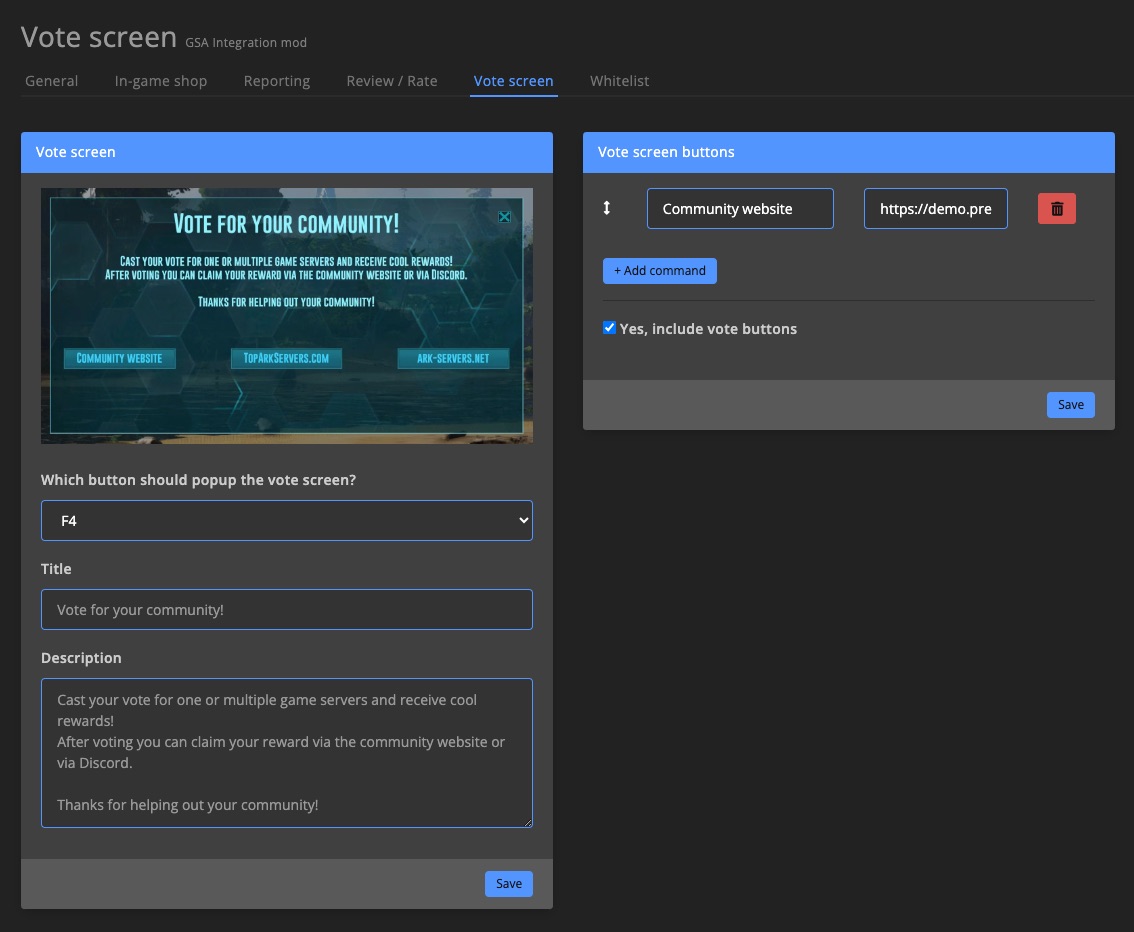 Vote screen GSA Integration mod
General In-game shop Reporting Review / Rate Vote screen Whitelist
Vote screen
VOTE FOR YOUR COMMUNITY!
CAST YOUR VOTE FOR ONE OR MULTIPLE GAME SERVERS AND RECEIVE COOL REWARDS!
AFTER VOTING YOU CAN CLAIM YOUR REWARD VIA THE COMMUNITY WEBSITE OR VIA DISCORD.
THANKS FOR HELPING OUT YOUR COMMUNITY!
COMMUNITY WEBSITE TOPARKSERVERS.COM ARK-SERVERS.NET
Which button should popup the vote screen?
F4
Title
Vote for your community!
Description
Cast your vote for one or multiple game servers and receive cool
rewards!
After voting you can claim your reward via the community website or
via Discord.
Thanks for helping out your community!
Save
Vote screen buttons
Community website https://demo.pre
+ Add command
Yes, include vote buttons
Save